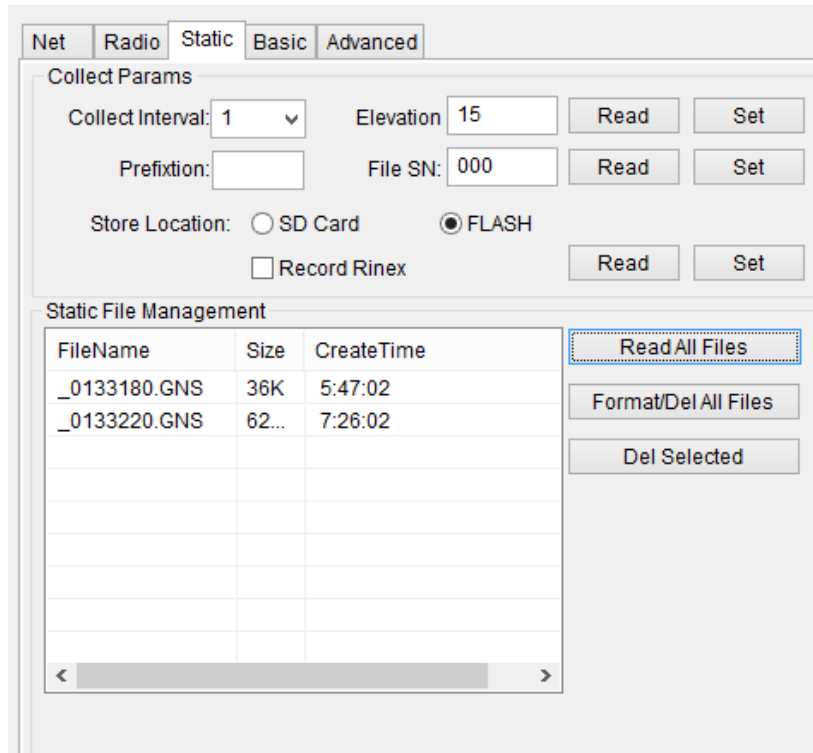 Net Radio Static Basic Advanced
Collect Params
Collect Interval: 1 Elevation 15 Read Set
Prefixtion: File SN: 000 Read Set
Store Location: SD Card FLASH
Record Rinex Read Set
Static File Management
FileName Size CreateTime Read All Files
_0133180.GNS 36K 5:47:02 Format/Del All Files
_0133220.GNS 62... 7:26:02
Del Selected